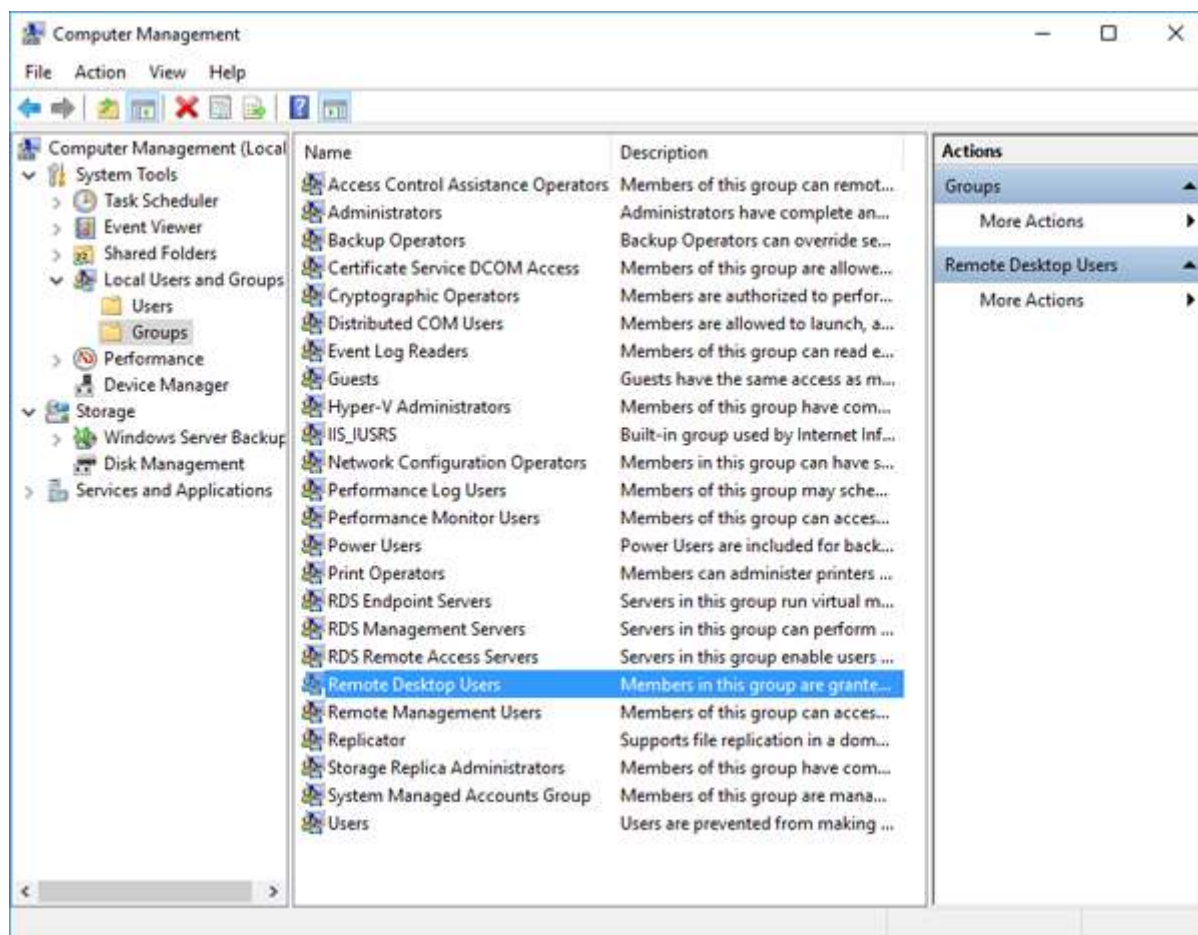 Computer Management
File Action View Help
Computer Management (Local
System Tools
Task Scheduler
Event Viewer
Shared Folders
Local Users and Groups
Users
Groups
Performance
Device Manager
Storage
Windows Server Backup
Disk Management
Services and Applications
Name Description
Access Control Assistance Operators Members of this group can remot...
Administrators Administrators have complete an...
Backup Operators Backup Operators can override se...
Certificate Service DCOM Access Members of this group are allowe...
Cryptographic Operators Members are authorized to perfor...
Distributed COM Users Members are allowed to launch, a...
Event Log Readers Members of this group can read e...
Guests Guests have the same access as m...
Hyper-V Administrators Members of this group have com...
IIS_IUSRS Built-in group used by Internet Inf...
Network Configuration Operators Members in this group can have s...
Performance Log Users Members of this group may sche...
Performance Monitor Users Members of this group can acces...
Power Users Power Users are included for back...
Print Operators Members can administer printers ...
RDS Endpoint Servers Servers in this group run virtual m...
RDS Management Servers Servers in this group can perform ...
RDS Remote Access Servers Servers in this group enable users ...
Remote Desktop Users Members in this group are grante...
Remote Management Users Members of this group can acces...
Replicator Supports file replication in a dom...
Storage Replica Administrators Members of this group have com...
System Managed Accounts Group Members of this group are mana...
Users Users are prevented from making ...
Actions
Groups
More Actions
Remote Desktop Users
More Actions